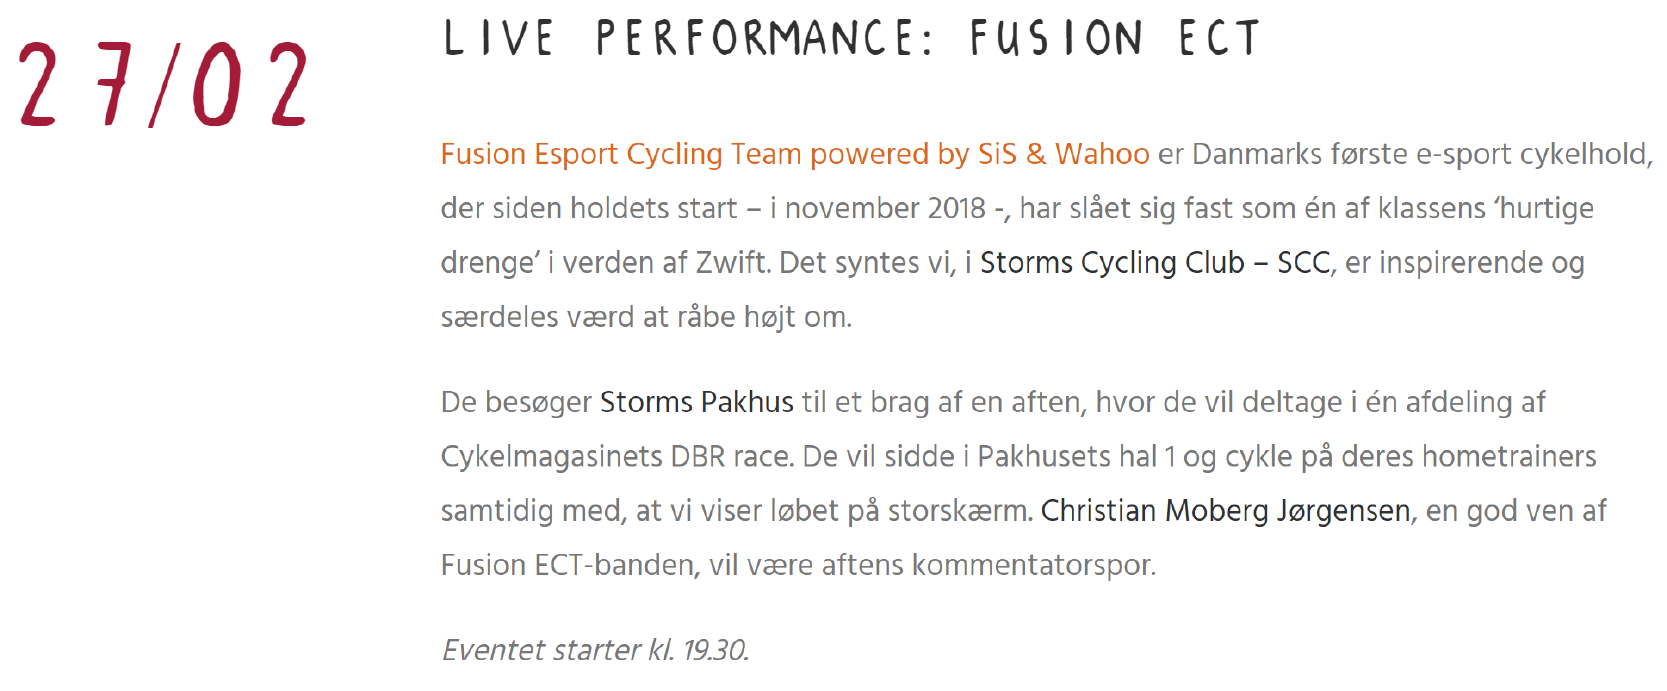 27/02
LIVE PERFORMANCE: FUSION ECT
Fusion Esport Cycling Team powered by SiS & Wahoo er Danmarks første e-sport cykelhold,
der siden holdets start – i november 2018 -, har slået sig fast som én af klassens ‘hurtige
drenge’ i verden af Zwift. Det syntes vi, i Storms Cycling Club – SCC, er inspirerende og
særdeles værd at råbe højt om.
De besøger Storms Pakhus til et brag af en aften, hvor de vil deltage i én afdeling af
Cykelmagasinets DBR race. De vil sidde i Pakhusets hal 1 og cykle på deres hometrainers
samtidig med, at vi viser løbet på storskærm. Christian Moberg Jørgensen, en god ven af
Fusion ECT-banden, vil være aftens kommentatorspor.
Eventet starter kl. 19.30.